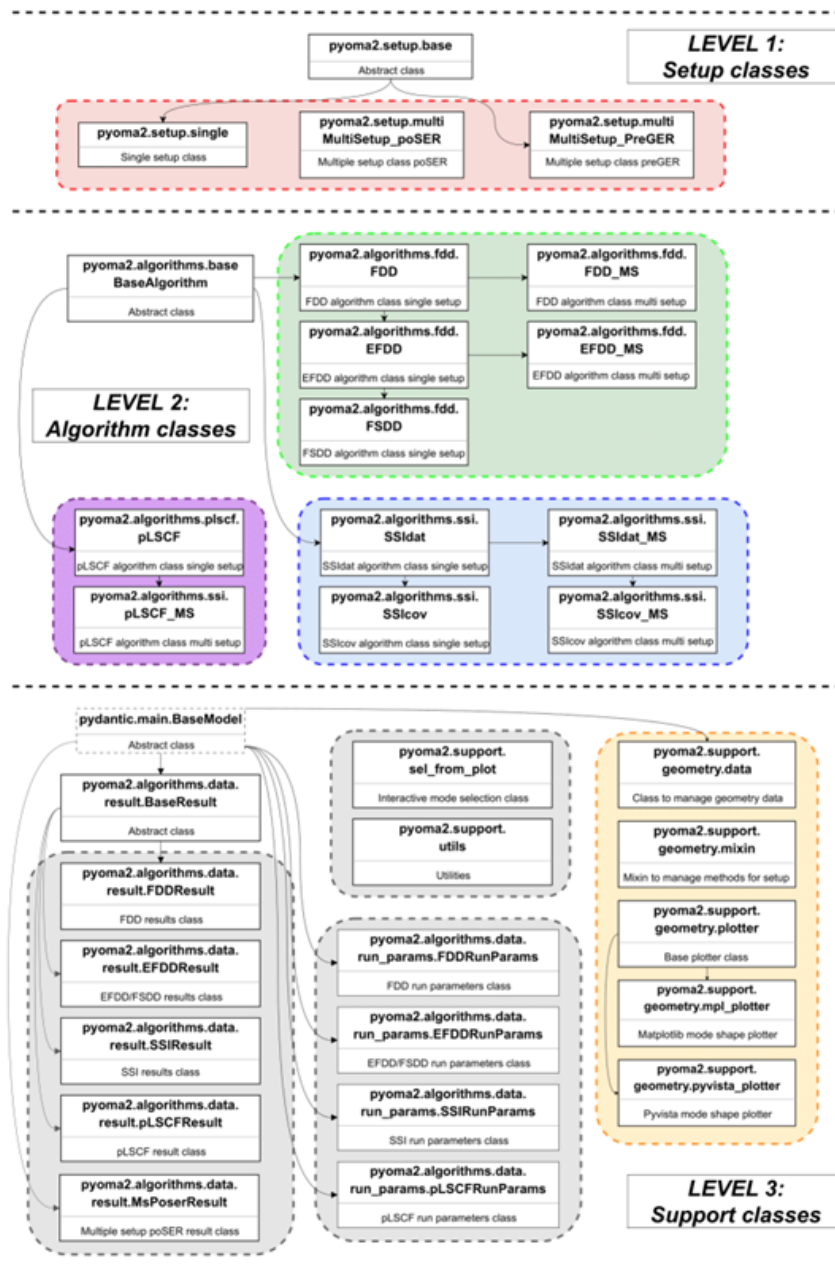 pyoma2.setup.base
Abstract class
LEVEL 1:
Setup classes
pyoma2.setup.single
Single setup class
pyoma2.setup.multi
MultiSetup_poSER
Multiple setup class poSER
pyoma2.setup.multi
MultiSetup_PreGER
Multiple setup class preGER
pyoma2.algorithms.base
BaseAlgorithm
Abstract class
pyoma2.algorithms.fdd.
FDD
FDD algorithm class single setup
pyoma2.algorithms.fdd.
FDD_MS
FDD algorithm class multi setup
pyoma2.algorithms.fdd.
EFDD
EFDD algorithm class single setup
pyoma2.algorithms.fdd.
EFDD_MS
EFDD algorithm class multi setup
pyoma2.algorithms.fdd.
FSDD
FSDD algorithm class single setup
LEVEL 2:
Algorithm classes
pyoma2.algorithms.plscf.
pLSCF
pLSCF algorithm class single setup
pyoma2.algorithms.ssi.
pLSCF_MS
pLSCF algorithm class multi setup
pyoma2.algorithms.ssi.
SSIdat
SSIdat algorithm class single setup
pyoma2.algorithms.ssi.
SSIdat_MS
SSIdat algorithm class multi setup
pyoma2.algorithms.ssi.
SSIcov
SSIcov algorithm class single setup
pyoma2.algorithms.ssi.
SSIcov_MS
SSIcov algorithm class multi setup
pydantic.main.BaseModel
Abstract class
pyoma2.algorithms.data.
result.BaseResult
Abstract class
pyoma2.algorithms.data.
result.FDDResult
FDD results class
pyoma2.algorithms.data.
result.EFDDResult
EFDD/FSDD results class
pyoma2.algorithms.data.
result.SSIResult
SSI results class
pyoma2.algorithms.data.
result.pLSCFResult
pLSCF result class
pyoma2.algorithms.data.
result.MsPoserResult
Multiple setup poSER result class
pyoma2.support.
sel_from_plot
Interactive mode selection class
pyoma2.support.
utils
Utilities
pyoma2.algorithms.data.
run_params.FDDRunParams
FDD run parameters class
pyoma2.algorithms.data.
run_params.EFDDRunParams
EFDD/FSDD run parameters class
pyoma2.algorithms.data.
run_params.SSIRunParams
SSI run parameters class
pyoma2.algorithms.data.
run_params.pLSCFRunParams
pLSCF run parameters class
pyoma2.support.
geometry.data
Class to manage geometry data
pyoma2.support.
geometry.mixin
Mixin to manage methods for setup
pyoma2.support.
geometry.plotter
Base plotter class
pyoma2.support.
geometry.mpl_plotter
Matplotlib mode shape plotter
pyoma2.support.
geometry.pyvista_plotter
Pyvista mode shape plotter
LEVEL 3:
Support classes